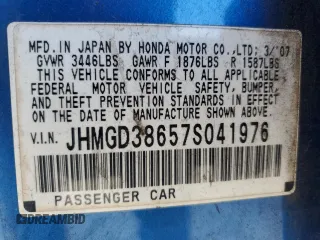 IN JAPAN BY HONDA MOTOR CO.,LTD. 3/'07
GVWR 3446LBS GAWR F 1876LBS R 1587LBS
THIS VEHICLE CONFORMS TO ALL APPLICABLE
FEDERAL MOTOR VEHICLE SAFETY, BUMPER,
AND THEFT PREVENTION STANDARDS IN EFFECT
ON THE DATE OF MANUFACTURE SHOWN ABOVE.
V.I.N. JHMGD38657S041976
PASSENGER CAR
DREAMBID